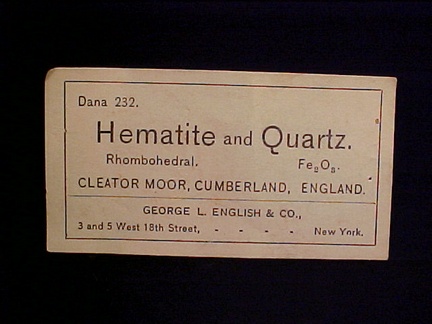 Dana 232.
Hematite and Quartz.
Rhombohedral. Fe₂O₃.
CLEATOR MOOR, CUMBERLAND, ENGLAND.
GEORGE L. ENGLISH & CO.,
3 and 5 West 18th Street, - - - - New York.